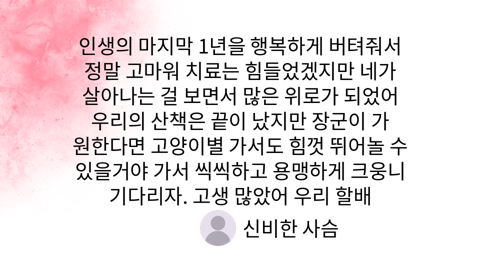 인생의 마지막 1년을 행복하게 버텨줘서
정말 고마워 치료는 힘들었겠지만 네가
살아나는 걸 보면서 많은 위로가 되었어
우리의 산책은 끝이 났지만 장군이 가
원한다면 고양이별 가서도 힘껏 뛰어놀 수
있을거야 가서 씩씩하고 용맹하게 크웅니
기다리자. 고생 많았어 우리 할배
신비한 사슴